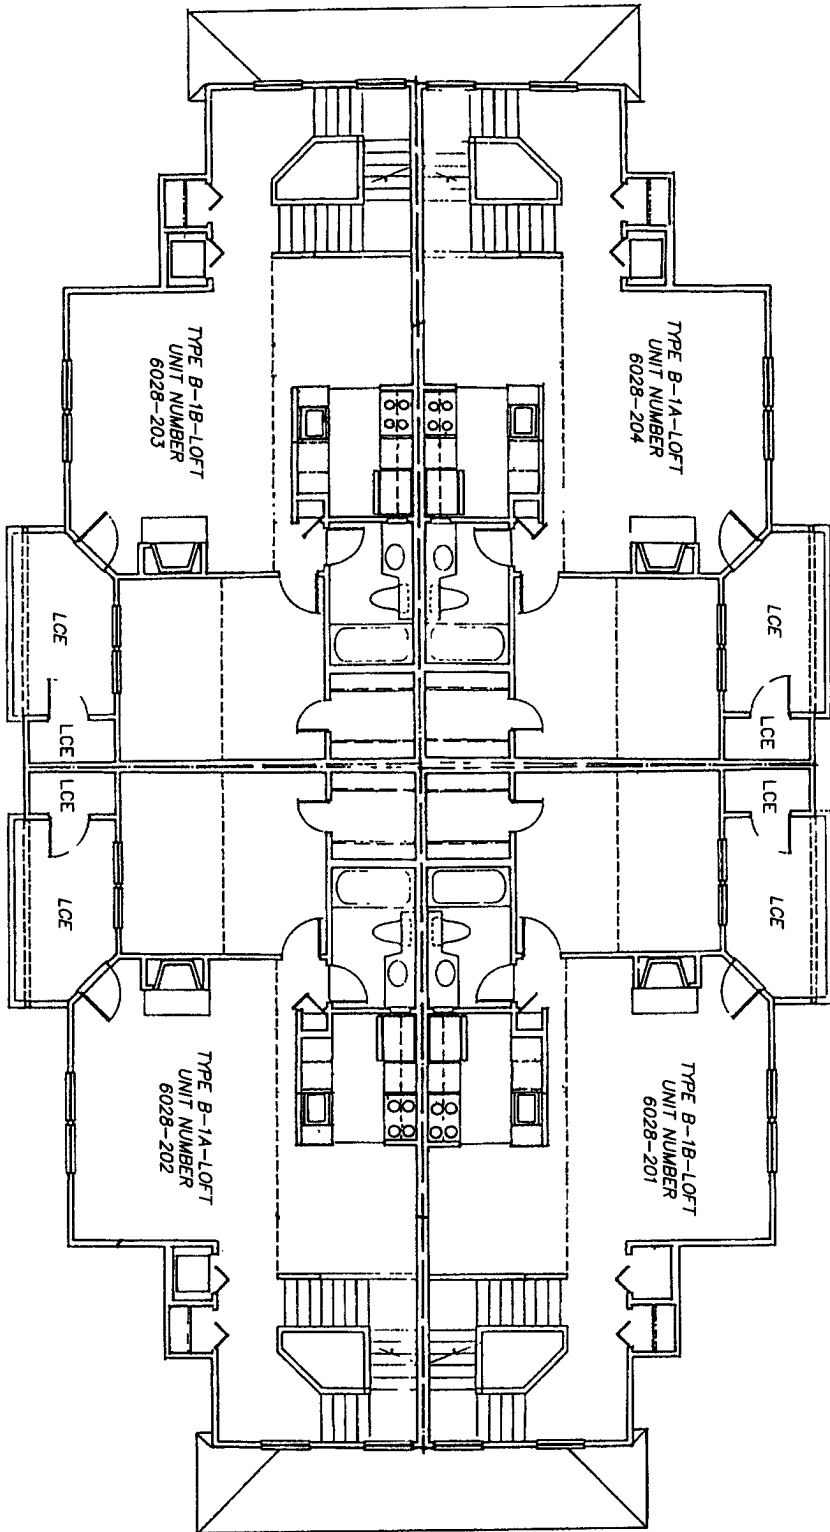 TYPE B-1B-LOFT
UNIT NUMBER
6028-203
TYPE B-1A-LOFT
UNIT NUMBER
6028-204
LCE
LCE
LCE
LCE
LCE
LCE
LCE
LCE
TYPE B-1A-LOFT
UNIT NUMBER
6028-202
TYPE B-1B-LOFT
UNIT NUMBER
6028-201